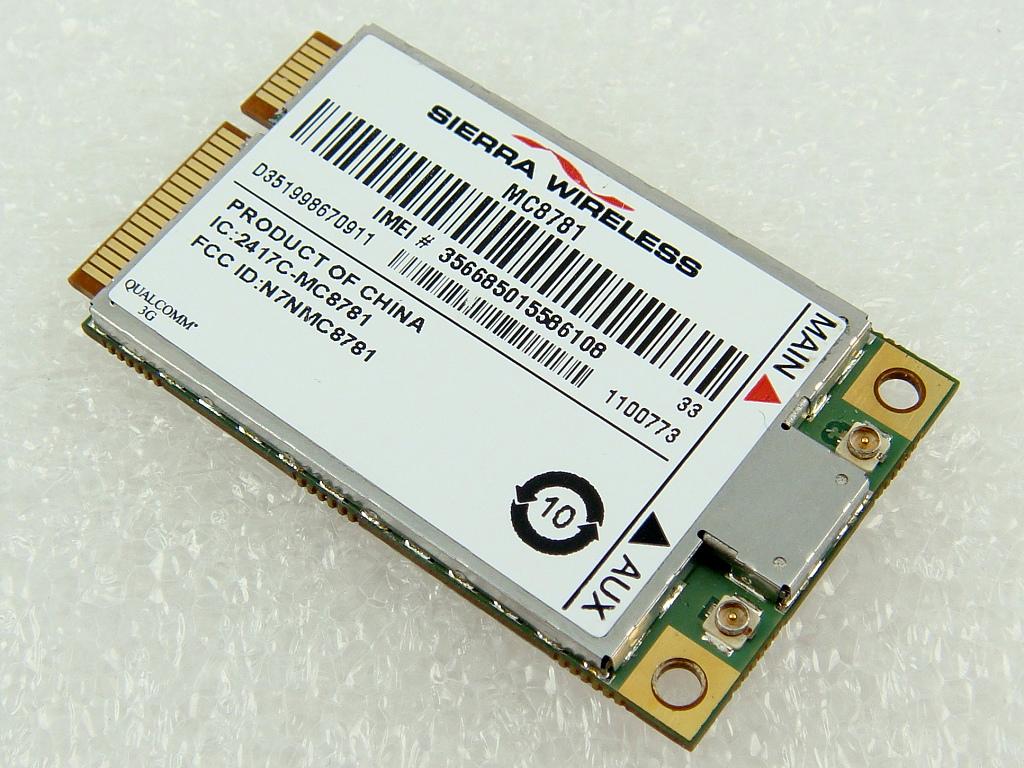 SIERRA WIRELESS
MC8781
33
IMEI # 356685015586108
D351998670911
1100773
PRODUCT OF CHINA
IC:2417C-MC8781
FCC ID:N7NMC8781
QUALCOMM®
3G
10
MAIN
AUX